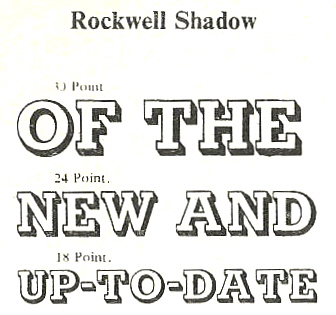 Rockwell Shadow
30 Point
OF THE
24 Point.
NEW AND
18 Point.
UP-TO-DATE